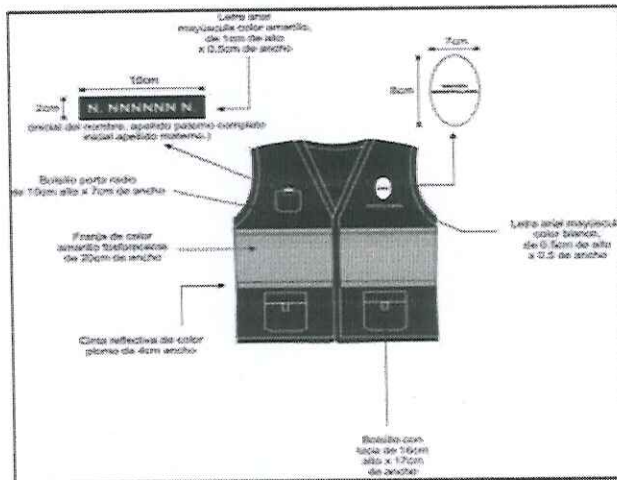 Letra arial
mayúscula color amarillo,
de 1cm de alto
x 0.5cm de ancho
7cm
10cm
8cm
2cm
N. NNNNNN N
(inicial del nombre, apellido paterno completo
inicial apellido materno.)
Bolsillo porta radio
de 10cm alto x 7cm de ancho
Letra arial mayúscula
color blanco,
de 0.5cm de alto
x 0.5 de ancho
Franja de color
amarillo fosforescente
de 20cm de ancho
Cinta reflectiva de color
plomo de 4cm ancho
Bolsillo con
de 16cm
alto x 17cm
de ancho